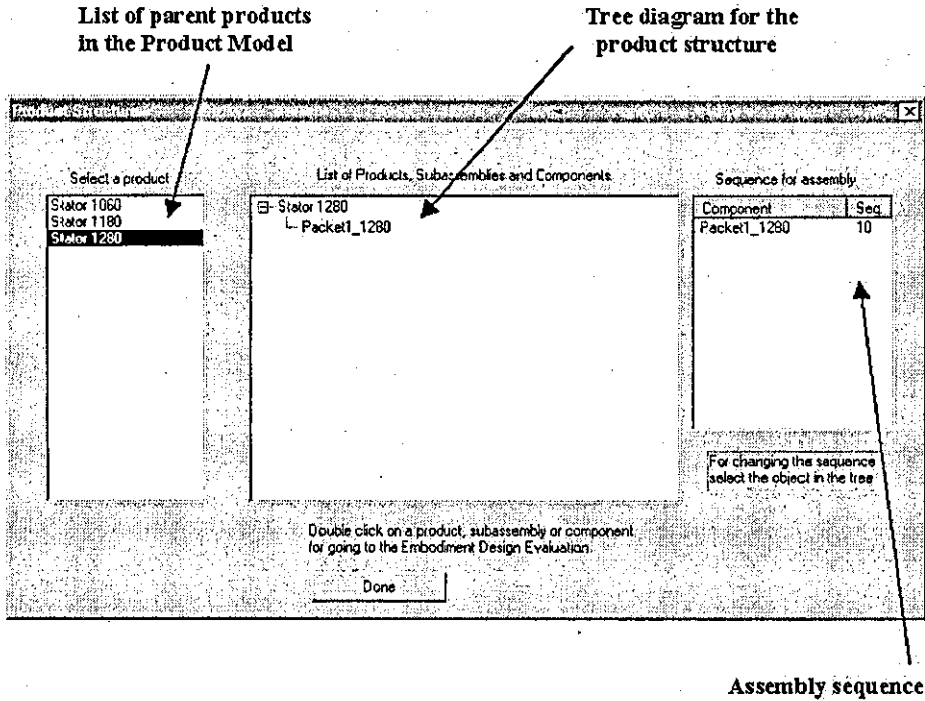 List of parent products
in the Product Model
Tree diagram for the
product structure
Select a product
List of Products, Subassemblies and Components
Sequence for assembly
Stator 1060
Stator 1180
Stator 1280
Stator 1280
Packet1_1280
Component Seq.
Packet1_1280 10
For changing the sequence
select the object in the tree
Double click on a product, subassembly or component
for going to the Embodiment Design Evaluation.
Done
Assembly sequence